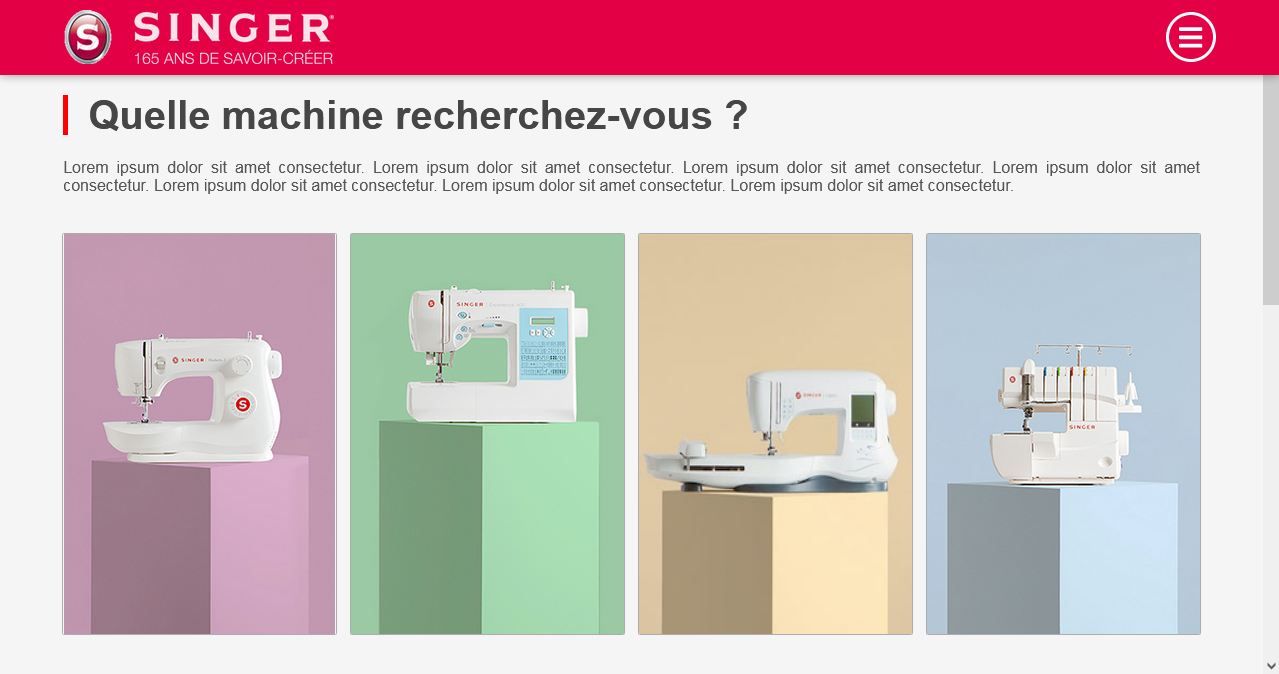 S SINGER®
165 ANS DE SAVOIR-CRÉER
Quelle machine recherchez-vous ?
Lorem ipsum dolor sit amet consectetur. Lorem ipsum dolor sit amet consectetur. Lorem ipsum dolor sit amet consectetur. Lorem ipsum dolor sit amet
consectetur. Lorem ipsum dolor sit amet consectetur. Lorem ipsum dolor sit amet consectetur. Lorem ipsum dolor sit amet consectetur.
S SINGER
S
S SINGER
S SINGER
S
SINGER